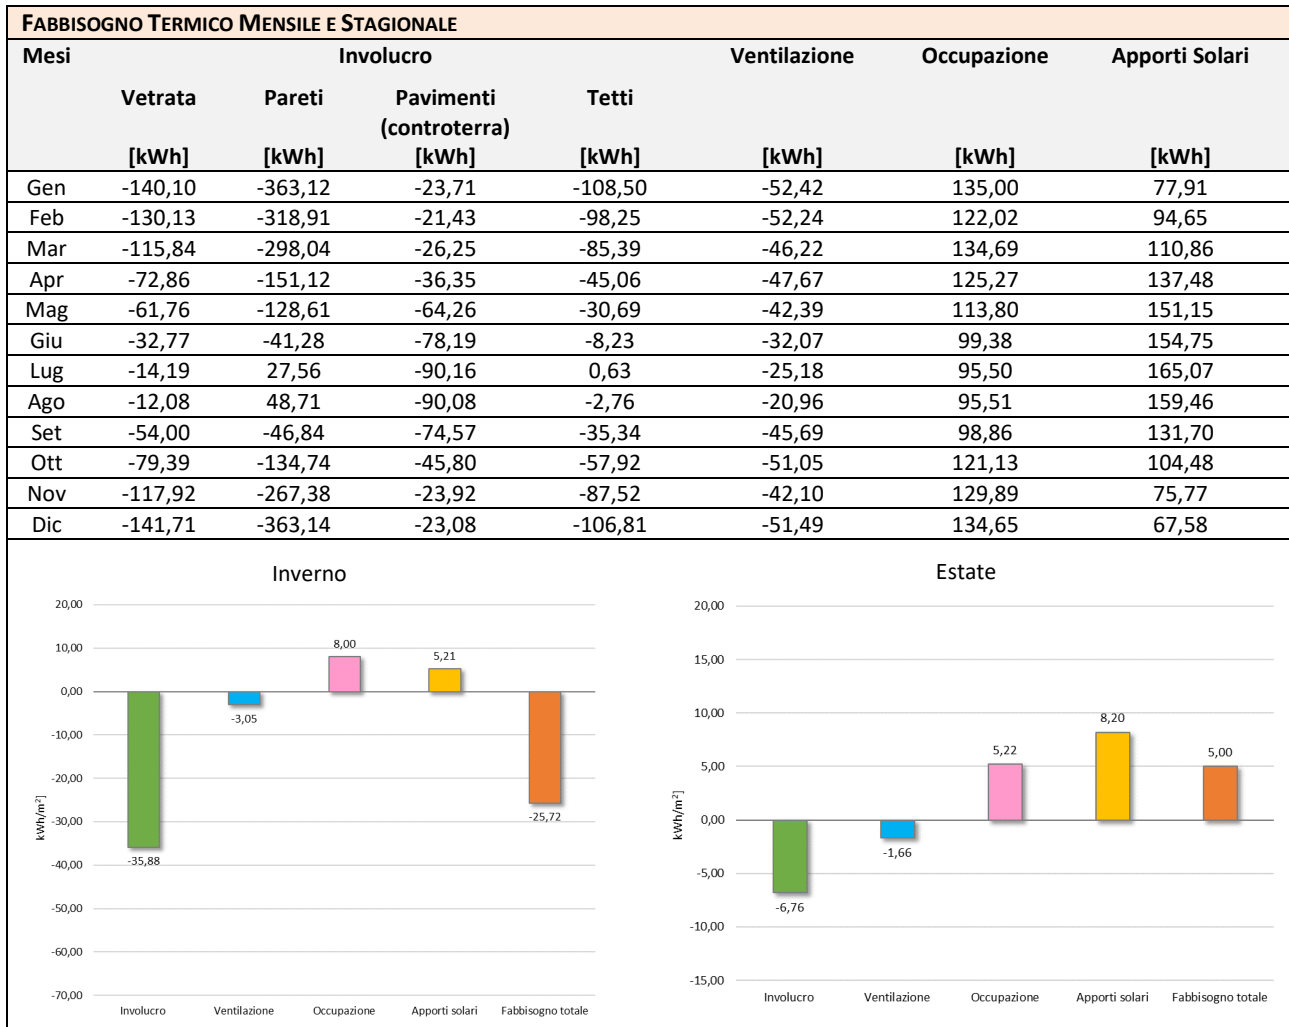 FABBISOGNO TERMICO MENSILE E STAGIONALE
Mesi Involucro Ventilazione Occupazione Apporti Solari
Vetrata Pareti Pavimenti Tetti
(controterra)
[kWh] [kWh] [kWh] [kWh] [kWh] [kWh] [kWh]
Gen -140,10 -363,12 -23,71 -108,50 -52,42 135,00 77,91
Feb -130,13 -318,91 -21,43 -98,25 -52,24 122,02 94,65
Mar -115,84 -298,04 -26,25 -85,39 -46,22 134,69 110,86
Apr -72,86 -151,12 -36,35 -45,06 -47,67 125,27 137,48
Mag -61,76 -128,61 -64,26 -30,69 -42,39 113,80 151,15
Giu -32,77 -41,28 -78,19 -8,23 -32,07 99,38 154,75
Lug -14,19 27,56 -90,16 0,63 -25,18 95,50 165,07
Ago -12,08 48,71 -90,08 -2,76 -20,96 95,51 159,46
Set -54,00 -46,84 -74,57 -35,34 -45,69 98,86 131,70
Ott -79,39 -134,74 -45,80 -57,92 -51,05 121,13 104,48
Nov -117,92 -267,38 -23,92 -87,52 -42,10 129,89 75,77
Dic -141,71 -363,14 -23,08 -106,81 -51,49 134,65 67,58
Inverno
20,00
10,00
0,00
-10,00
-20,00
-30,00
-40,00
-50,00
-60,00
-70,00
kWh/m²]
-35,88
-3,05
8,00
5,21
-25,72
Involucro Ventilazione Occupazione Apporti solari Fabbisogno totale
Estate
20,00
15,00
10,00
5,00
0,00
-5,00
-10,00
-15,00
kWh/m²]
-6,76
-1,66
5,22
8,20
5,00
Involucro Ventilazione Occupazione Apporti solari Fabbisogno totale